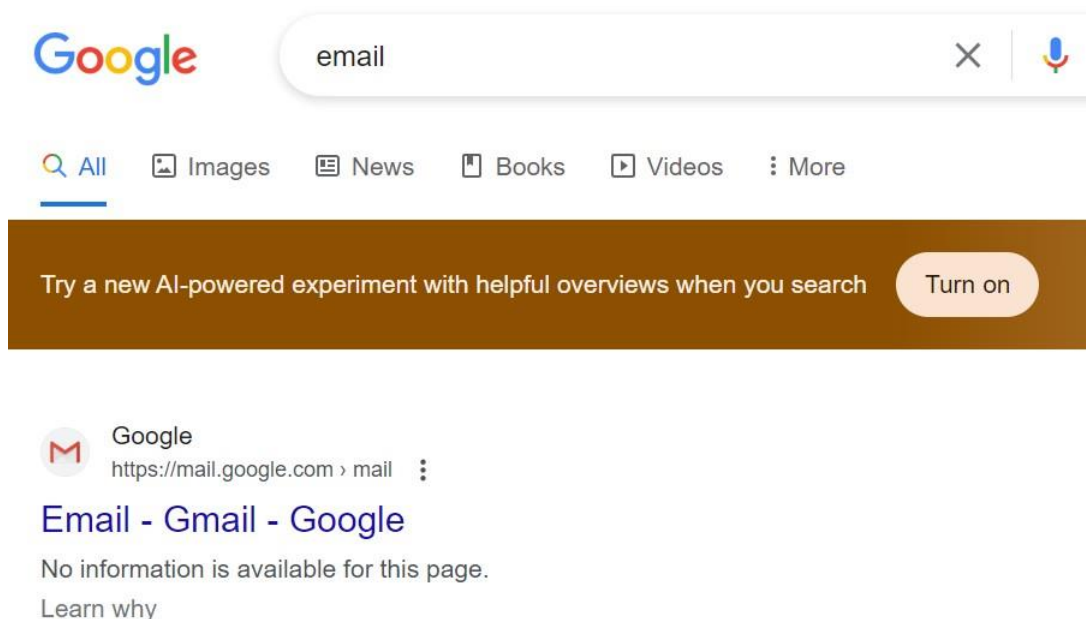 Google
email
All Images News Books Videos More
Try a new AI-powered experiment with helpful overviews when you search Turn on
Google
https://mail.google.com › mail
Email - Gmail - Google
No information is available for this page.
Learn why